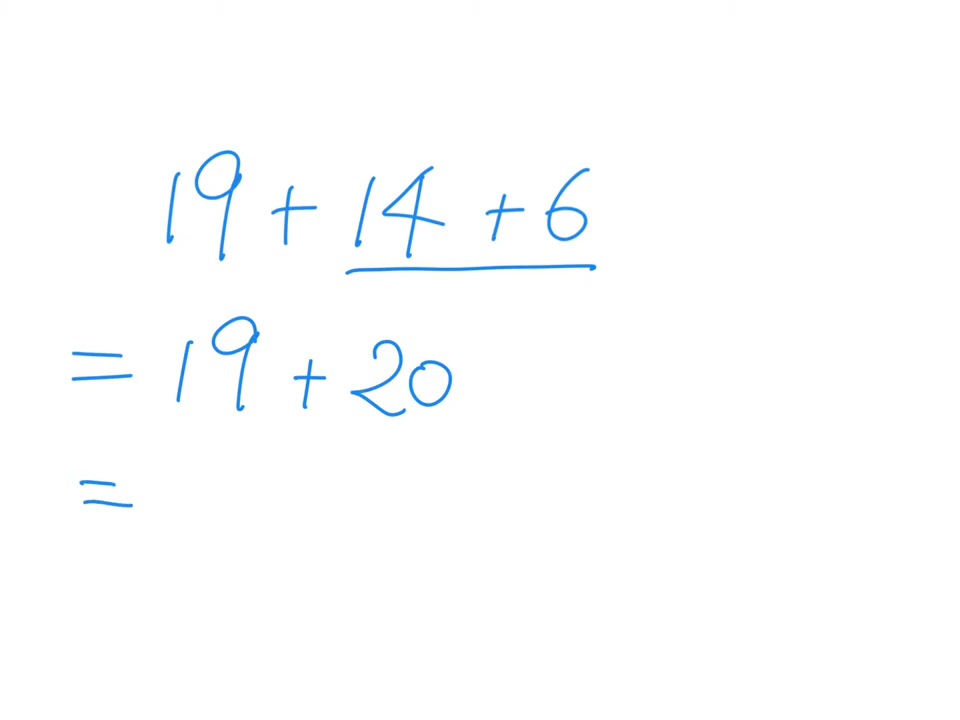 19 + 14 + 6
= 19 + 20
=